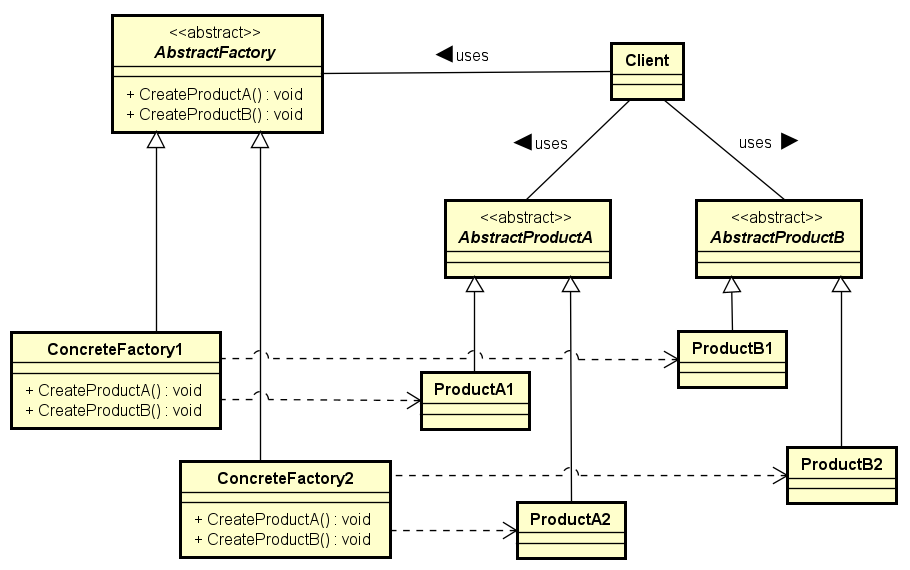 <<abstract>>
AbstractFactory
+ CreateProductA() : void
+ CreateProductB() : void
uses
Client
uses
uses
<<abstract>>
AbstractProductA
<<abstract>>
AbstractProductB
ConcreteFactory1
+ CreateProductA() : void
+ CreateProductB() : void
ProductB1
ProductA1
ConcreteFactory2
+ CreateProductA() : void
+ CreateProductB() : void
ProductB2
ProductA2